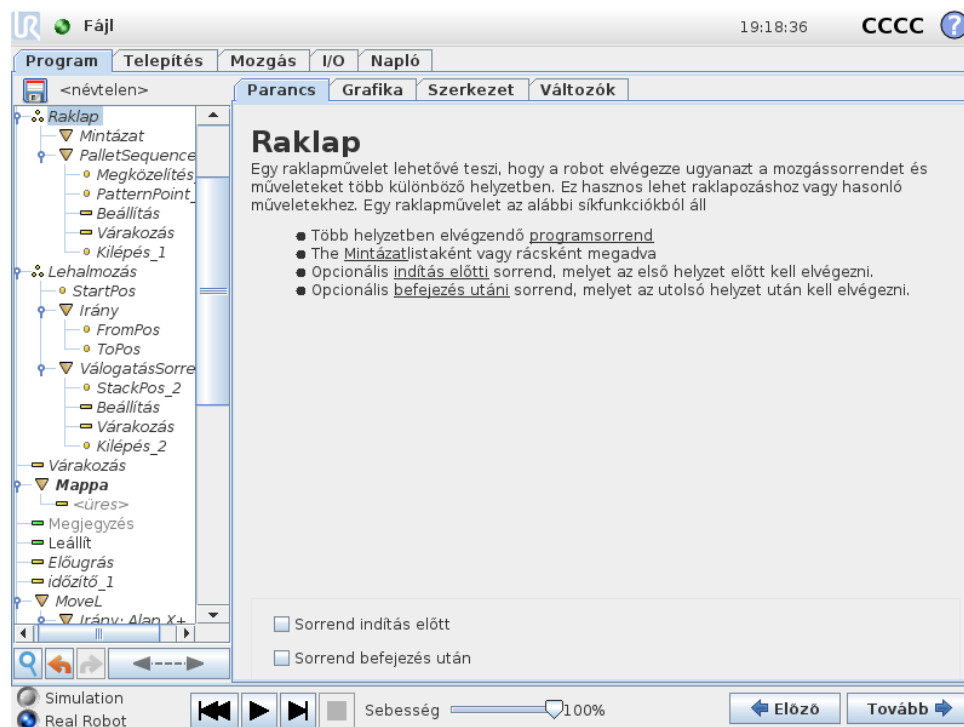 UR Fájl 19:18:36 CCCC ?
Program Telepítés Mozgás I/O Napló
<névtelen>
Parancs Grafika Szerkezet Változók
Raklap
Mintázat
PalletSequence
Megközelítés_
PatternPoint_
Beállítás
Várakozás
Kilépés_1
Lehalmozás
StartPos
Irány
FromPos
ToPos
VálogatásSorre
StackPos_2
Beállítás
Várakozás
Kilépés_2
Várakozás
Mappa
<üres>
Megjegyzés
Leállít
Előugrás
időzítő_1
MoveL
Irány: Alap X+
Raklap
Egy raklapművelet lehetővé teszi, hogy a robot elvégezze ugyanazt a mozgássorrendet és
műveleteket több különböző helyzetben. Ez hasznos lehet raklapozáshoz vagy hasonló
műveletekhez. Egy raklapművelet az alábbi síkfunkciókból áll
Több helyzetben elvégzendő programsorrend
The Mintázatlistaként vagy rácsként megadva
Opcionális indítás előtti sorrend, melyet az első helyzet előtt kell elvégezni.
Opcionális befejezés utáni sorrend, melyet az utolsó helyzet után kell elvégezni.
Sorrend indítás előtt
Sorrend befejezés után
Simulation
Real Robot
Sebesség 100%
Előző Tovább